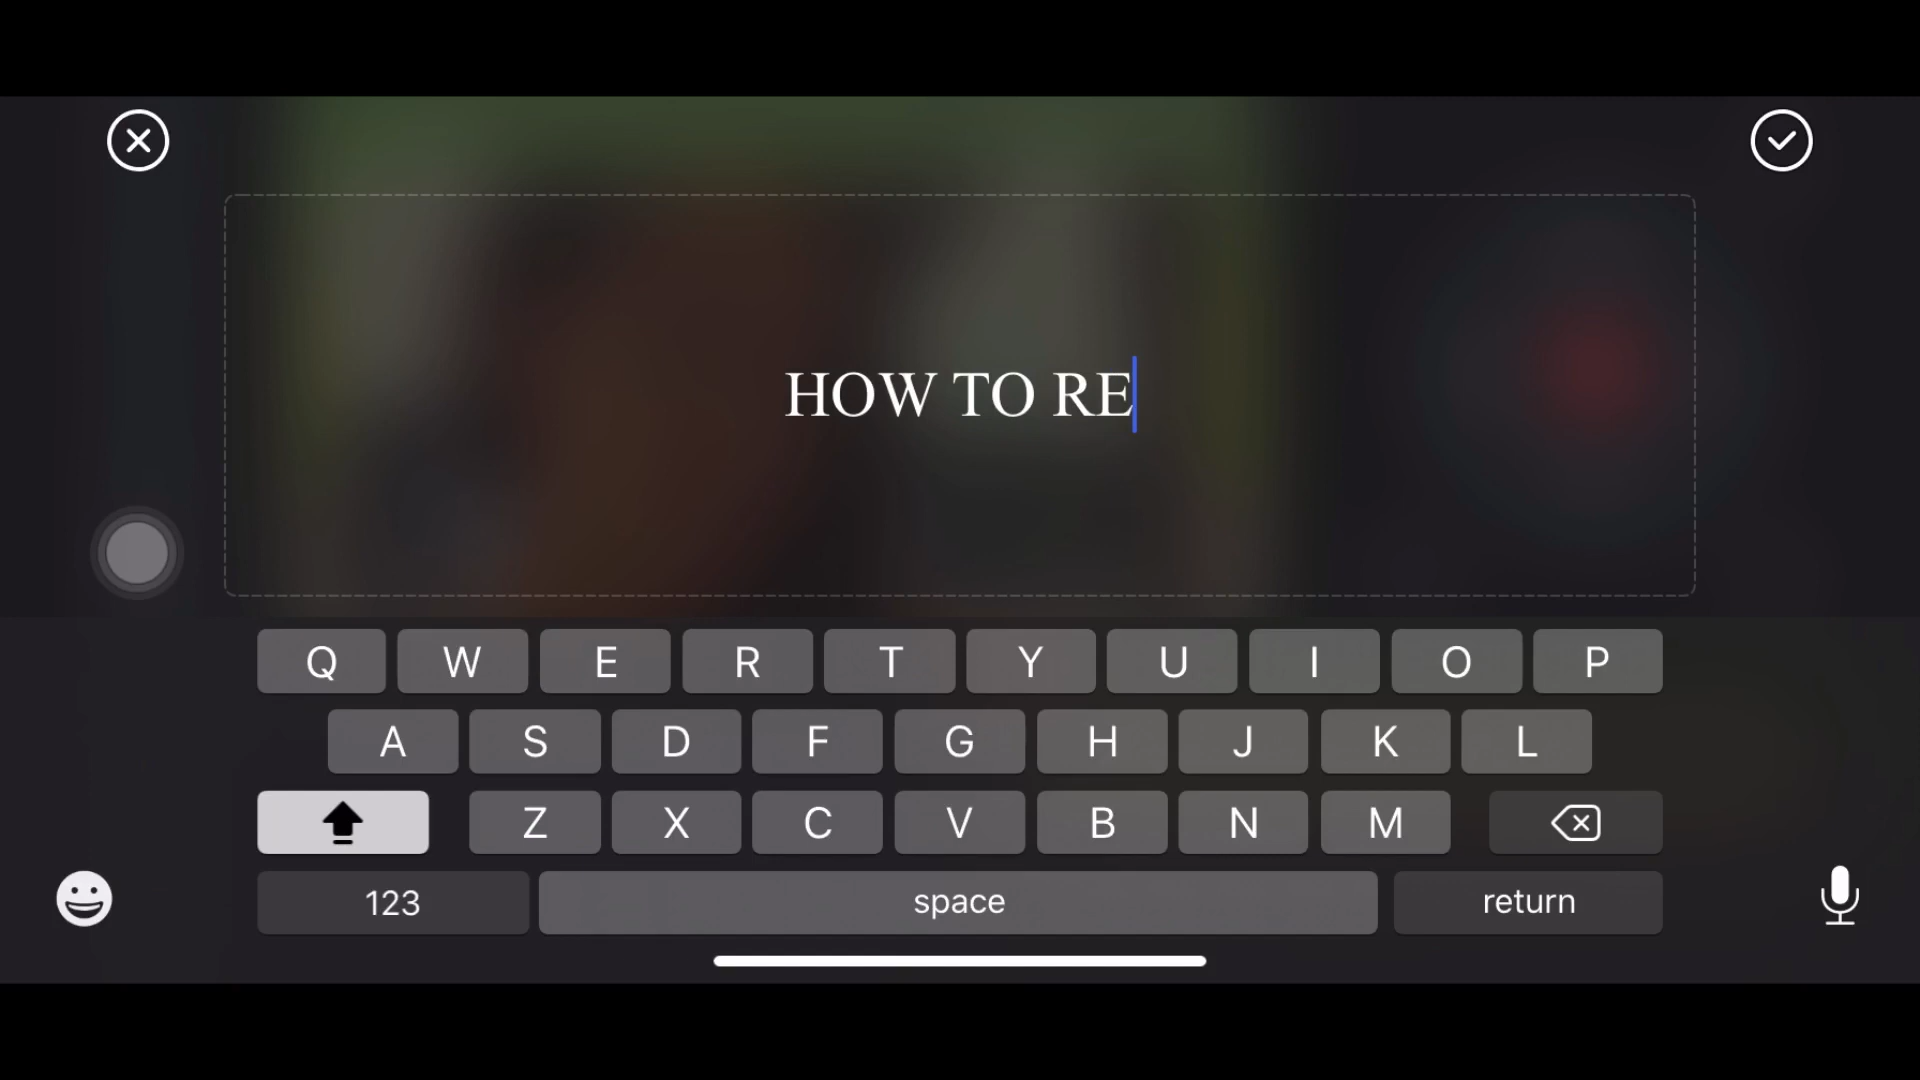 HOW TO RE
Q W E R T Y U I O P
A S D F G H J K L
Z X C V B N M
123 space return